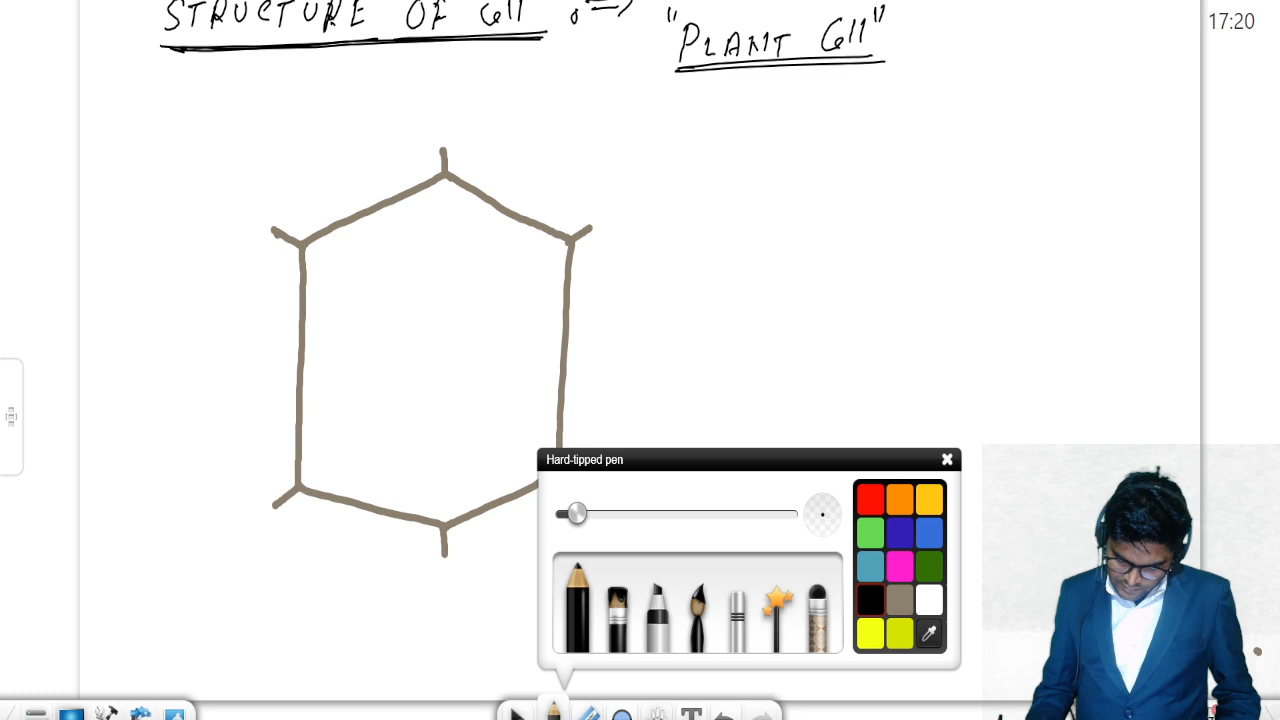 STRUCTURE OF Cell :=>
"PLANT Cell"
17:20
Hard-tipped pen
T